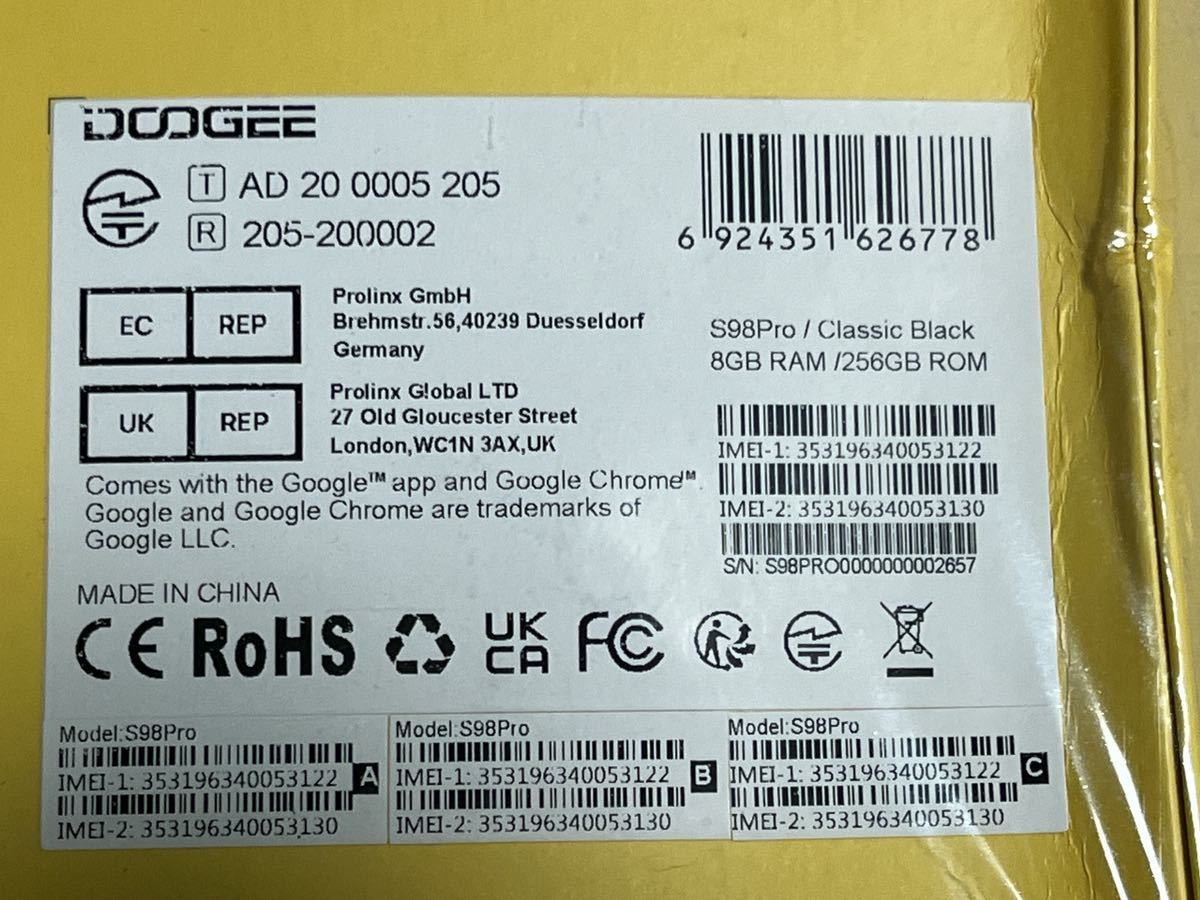 DOOGEE
T AD 20 0005 205
R 205-200002
6 924351 626778
EC REP
Prolinx GmbH
Brehmstr.56,40239 Duesseldorf
Germany
UK REP
Prolinx Global LTD
27 Old Gloucester Street
London,WC1N 3AX,UK
S98Pro / Classic Black
8GB RAM /256GB ROM
IMEI-1: 353196340053122
IMEI-2: 353196340053130
S/N: S98PRO0000000002657
Comes with the Google™ app and Google Chrome™.
Google and Google Chrome are trademarks of
Google LLC.
MADE IN CHINA
CE RoHS UK CA FC
Model:S98Pro
IMEI-1: 353196340053122
IMEI-2: 353196340053130
A
Model:S98Pro
IMEI-1: 353196340053122
IMEI-2: 353196340053130
B
Model:S98Pro
IMEI-1: 353196340053122
IMEI-2: 353196340053130
C